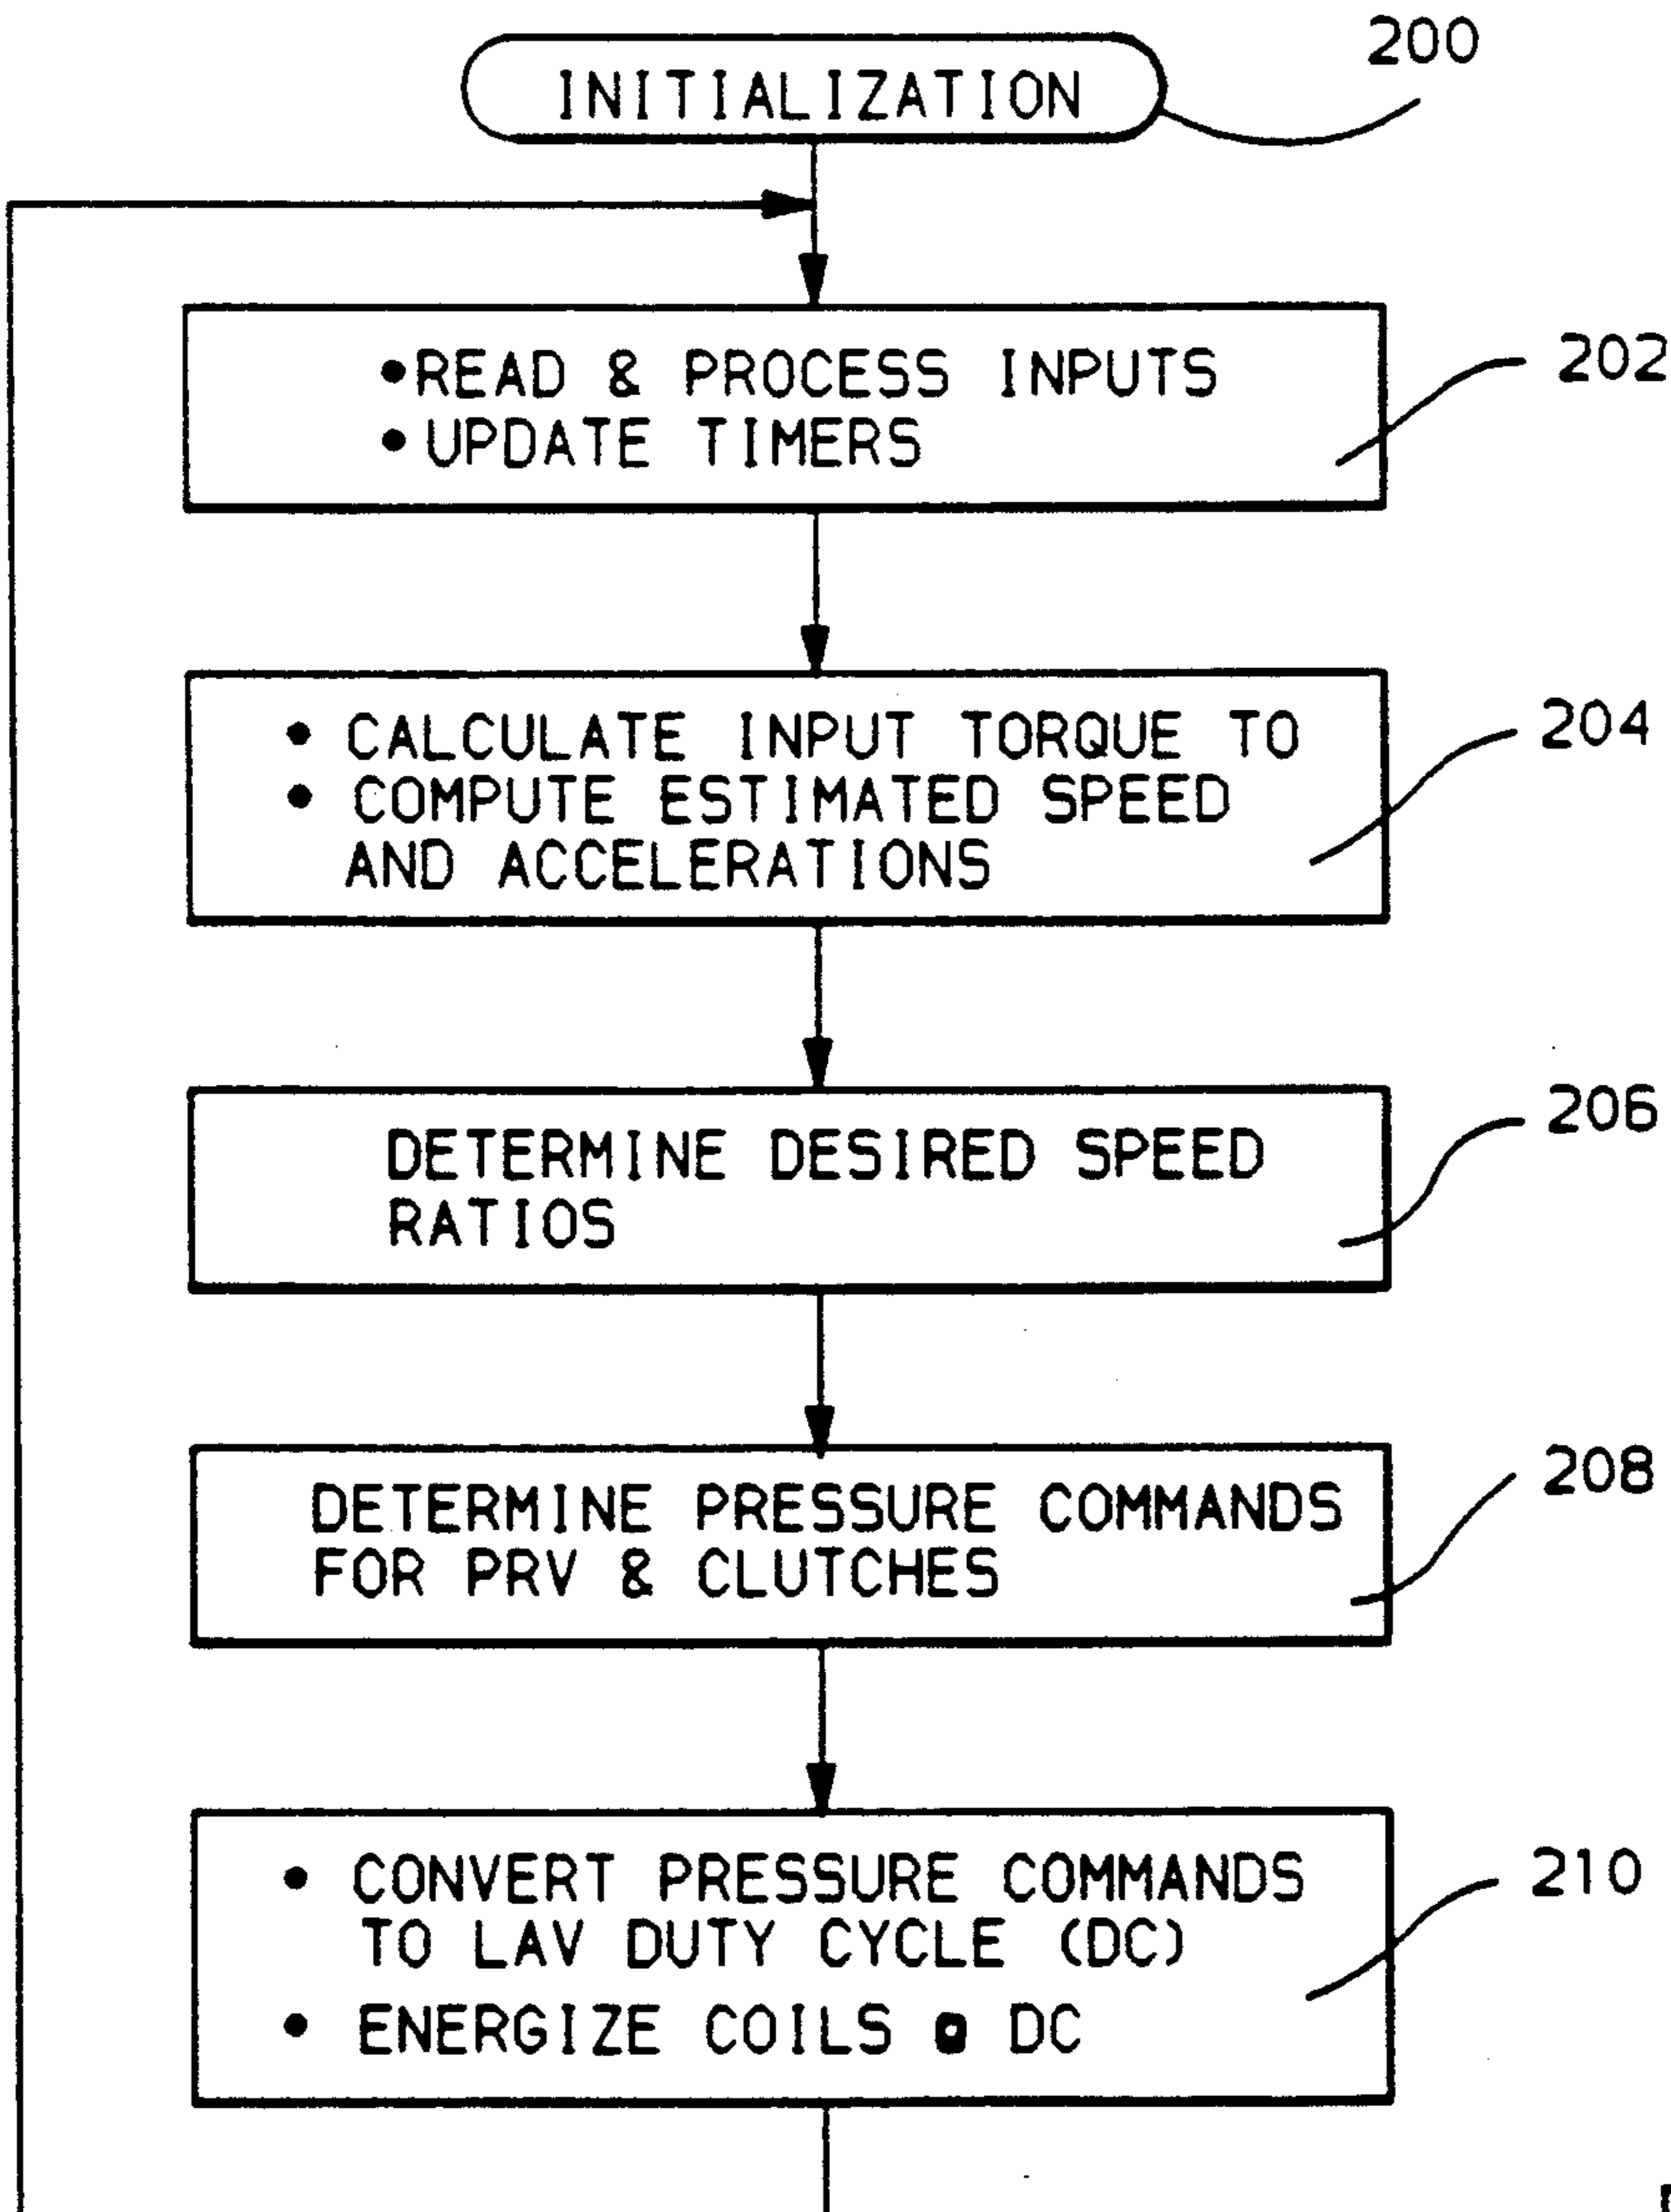 INITIALIZATION
200
• READ & PROCESS INPUTS
• UPDATE TIMERS
202
• CALCULATE INPUT TORQUE TO
• COMPUTE ESTIMATED SPEED
AND ACCELERATIONS
204
DETERMINE DESIRED SPEED
RATIOS
206
DETERMINE PRESSURE COMMANDS
FOR PRV & CLUTCHES
208
• CONVERT PRESSURE COMMANDS
TO LAV DUTY CYCLE (DC)
• ENERGIZE COILS @ DC
210